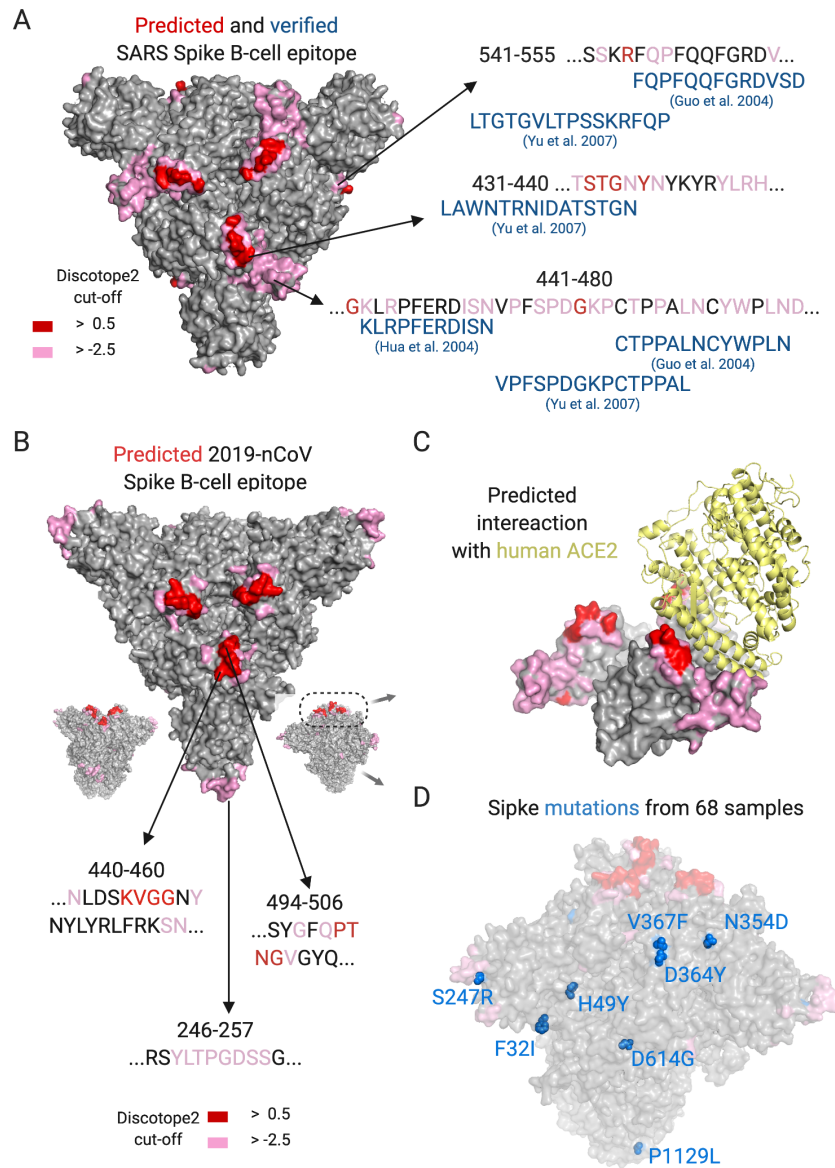 A
Predicted and verified
SARS Spike B-cell epitope
Discotope2
cut-off
> 0.5
> -2.5
541-555 ...SSKRFQPFQQFGRDV...
FQPFQQFGRDVSD
(Guo et al. 2004)
LTGTGVLTPSSKRFQP
(Yu et al. 2007)
431-440 ...TSTGNYNYKYRYLRH...
LAWNTRNIDATSTGN
(Yu et al. 2007)
441-480
...GKLRPFERDISNVPFSPDGKPCTPPALNCYWPLND...
KLRPFERDISN
(Hua et al. 2004)
CTPPALNCYWPLN
(Guo et al. 2004)
VPFSPDGKPCTPPAL
(Yu et al. 2007)
B
Predicted 2019-nCoV
Spike B-cell epitope
440-460
...NLDSKVGGNY
NYLYRLFRKSN...
494-506
...SYGFQPT
NGVGYQ...
246-257
...RSYLTPGDSSG...
Discotope2
cut-off
> 0.5
> -2.5
C
Predicted
intereaction
with human ACE2
D
Sipke mutations from 68 samples
V367F
N354D
D364Y
S247R
H49Y
F32I
D614G
P1129L